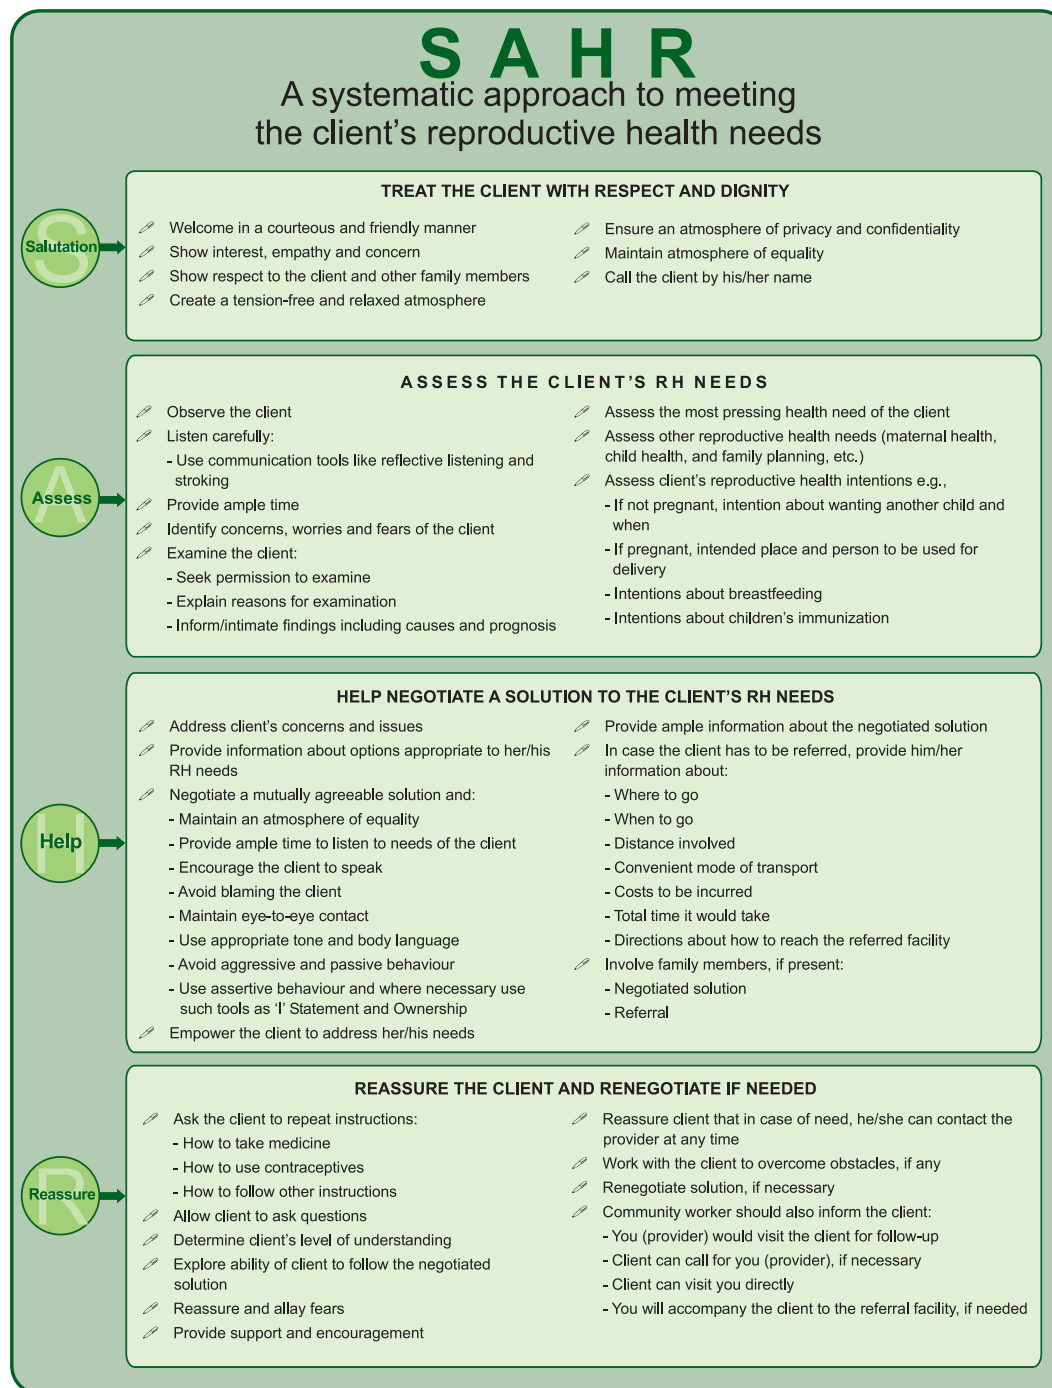 S A H R
A systematic approach to meeting
the client's reproductive health needs
S
Salutation
TREAT THE CLIENT WITH RESPECT AND DIGNITY
Welcome in a courteous and friendly manner
Show interest, empathy and concern
Show respect to the client and other family members
Create a tension-free and relaxed atmosphere
Ensure an atmosphere of privacy and confidentiality
Maintain atmosphere of equality
Call the client by his/her name
A
Assess
ASSESS THE CLIENT'S RH NEEDS
Observe the client
Listen carefully:
- Use communication tools like reflective listening and
stroking
Provide ample time
Identify concerns, worries and fears of the client
Examine the client:
- Seek permission to examine
- Explain reasons for examination
- Inform/intimate findings including causes and prognosis
Assess the most pressing health need of the client
Assess other reproductive health needs (maternal health,
child health, and family planning, etc.)
Assess client's reproductive health intentions e.g.,
- If not pregnant, intention about wanting another child and
when
- If pregnant, intended place and person to be used for
delivery
- Intentions about breastfeeding
- Intentions about children's immunization
H
Help
HELP NEGOTIATE A SOLUTION TO THE CLIENT'S RH NEEDS
Address client's concerns and issues
Provide information about options appropriate to her/his
RH needs
Negotiate a mutually agreeable solution and:
- Maintain an atmosphere of equality
- Provide ample time to listen to needs of the client
- Encourage the client to speak
- Avoid blaming the client
- Maintain eye-to-eye contact
- Use appropriate tone and body language
- Avoid aggressive and passive behaviour
- Use assertive behaviour and where necessary use
such tools as 'I' Statement and Ownership
Empower the client to address her/his needs
Provide ample information about the negotiated solution
In case the client has to be referred, provide him/her
information about:
- Where to go
- When to go
- Distance involved
- Convenient mode of transport
- Costs to be incurred
- Total time it would take
- Directions about how to reach the referred facility
Involve family members, if present:
- Negotiated solution
- Referral
R
Reassure
REASSURE THE CLIENT AND RENEGOTIATE IF NEEDED
Ask the client to repeat instructions:
- How to take medicine
- How to use contraceptives
- How to follow other instructions
Allow client to ask questions
Determine client's level of understanding
Explore ability of client to follow the negotiated
solution
Reassure and allay fears
Provide support and encouragement
Reassure client that in case of need, he/she can contact the
provider at any time
Work with the client to overcome obstacles, if any
Renegotiate solution, if necessary
Community worker should also inform the client:
- You (provider) would visit the client for follow-up
- Client can call for you (provider), if necessary
- Client can visit you directly
- You will accompany the client to the referral facility, if needed